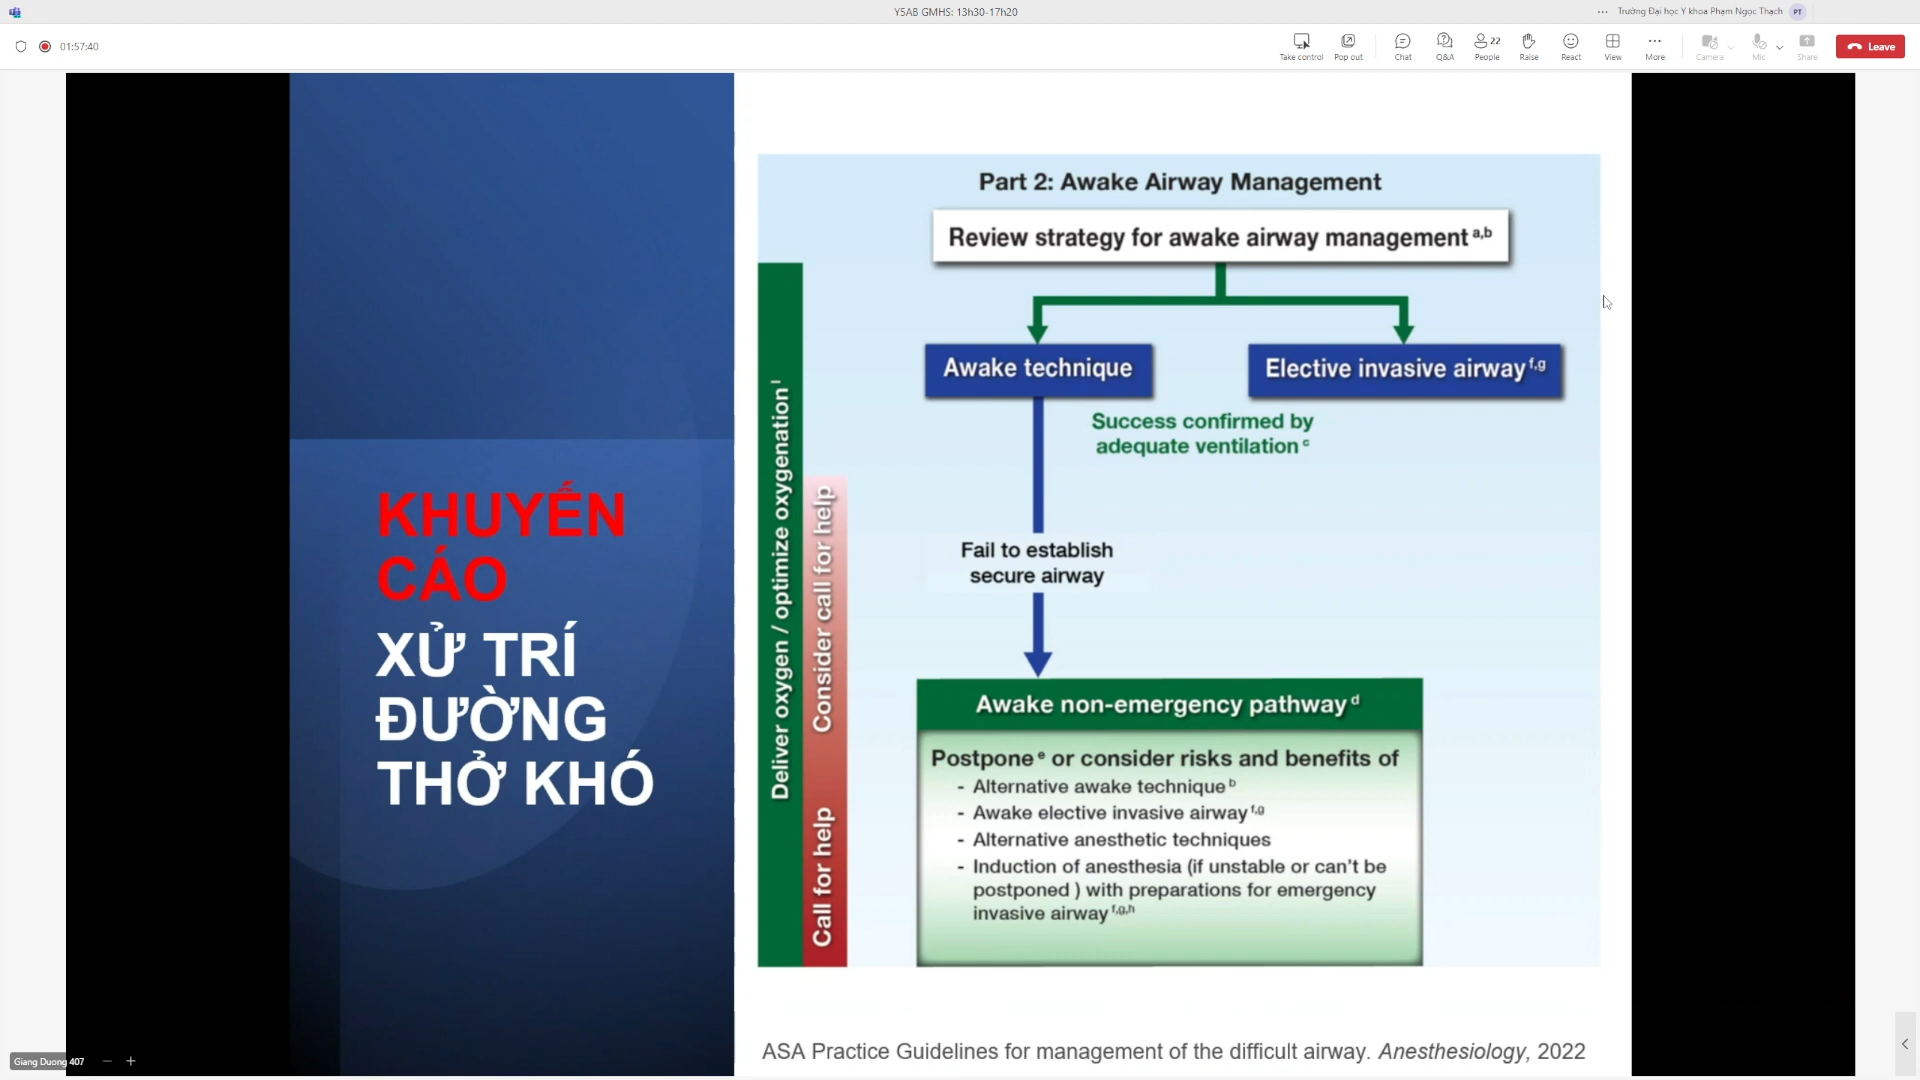 Y5AB GMHS: 13h30-17h20
Trường Đại học Y khoa Phạm Ngọc Thạch
PT
01:57:40
Take control
Pop out
Chat
Q&A
22
People
Raise
React
View
More
Camera
Mic
Share
Leave
KHUYẾN
CÁO
XỬ TRÍ
ĐƯỜNG
THỞ KHÓ
Part 2: Awake Airway Management
Review strategy for awake airway management a,b
Awake technique
Elective invasive airway f,g
Success confirmed by
adequate ventilation c
Deliver oxygen / optimize oxygenation i
Consider call for help
Call for help
Fail to establish
secure airway
Awake non-emergency pathway d
Postpone e or consider risks and benefits of
- Alternative awake technique b
- Awake elective invasive airway f,g
- Alternative anesthetic techniques
- Induction of anesthesia (if unstable or can't be
postponed ) with preparations for emergency
invasive airway f,g,h
ASA Practice Guidelines for management of the difficult airway. Anesthesiology, 2022
Giang Duong 407